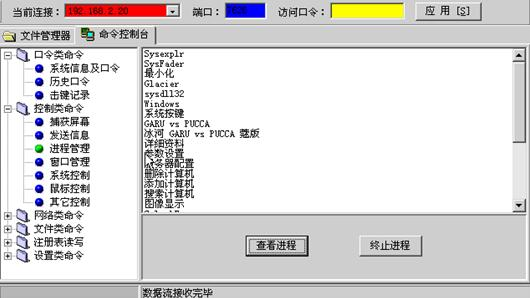 当前连接： 192.168.2.20 端口： 7626 访问口令： 应 用 [S]
文件管理器 命令控制台
口令类命令
系统信息及口令
历史口令
击键记录
控制类命令
捕获屏幕
发送信息
进程管理
窗口管理
系统控制
鼠标控制
其它控制
网络类命令
文件类命令
注册表读写
设置类命令
Sysexplr
SysFader
最小化
Glacier
sysdll32
Windows
系统按键
GARU vs PUCCA
冰河 GARU vs PUCCA 蔻版
详细资料
参数设置
服务器配置
删除计算机
添加计算机
搜索计算机
图像显示
查看进程 终止进程
数据流接收完毕